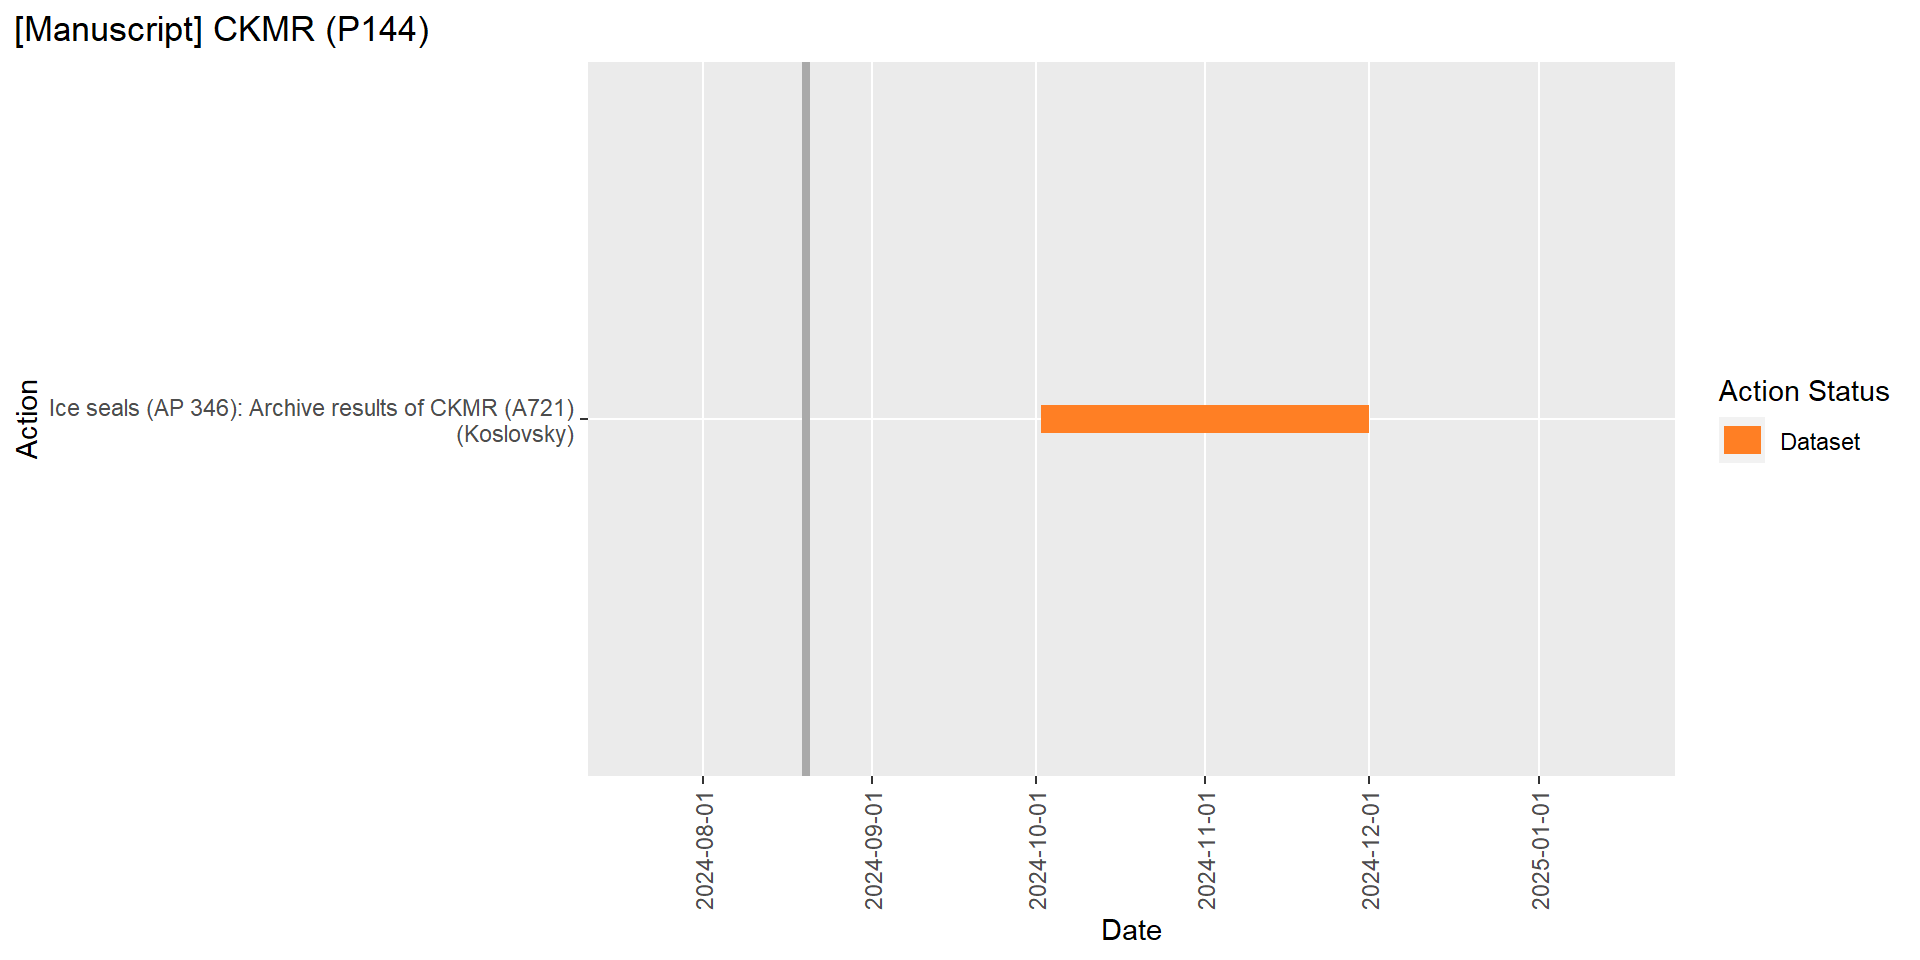 [Manuscript] CKMR (P144)
Action
Ice seals (AP 346): Archive results of CKMR (A721)
(Koslovsky)
Action Status
Dataset
2024-08-01
2024-09-01
2024-10-01
2024-11-01
2024-12-01
2025-01-01
Date